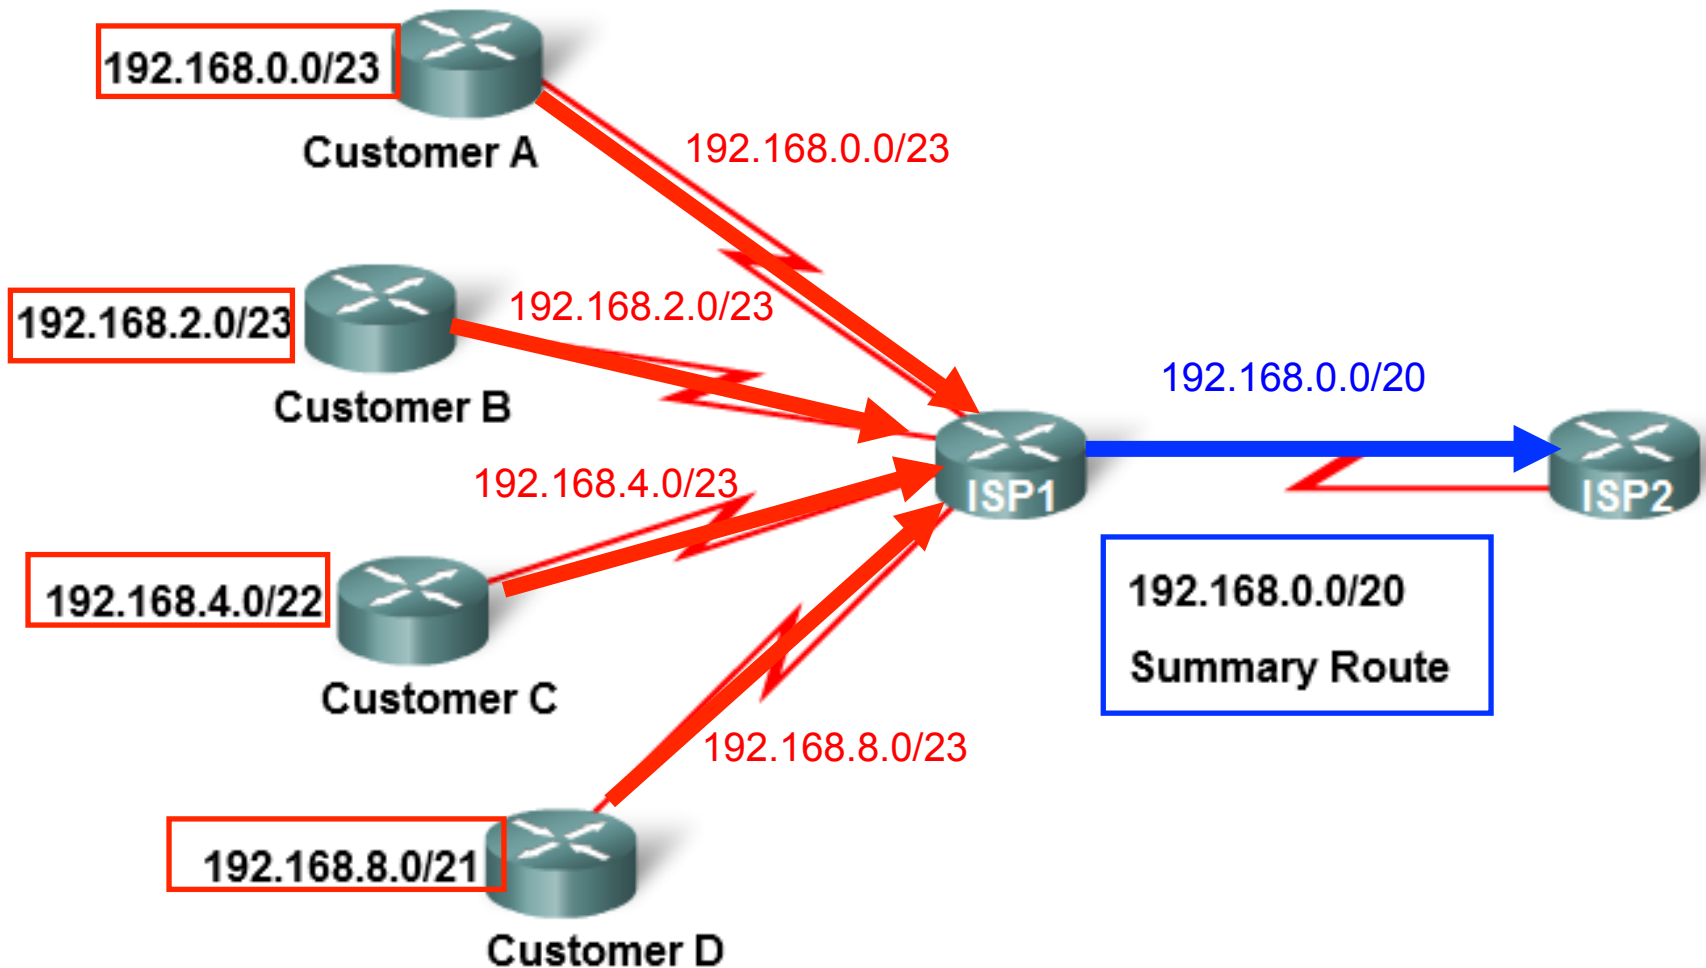 192.168.0.0/23
Customer A
192.168.0.0/23
192.168.2.0/23
Customer B
192.168.2.0/23
192.168.0.0/20
ISP1
ISP2
192.168.4.0/23
192.168.4.0/22
Customer C
192.168.0.0/20
Summary Route
192.168.8.0/23
192.168.8.0/21
Customer D